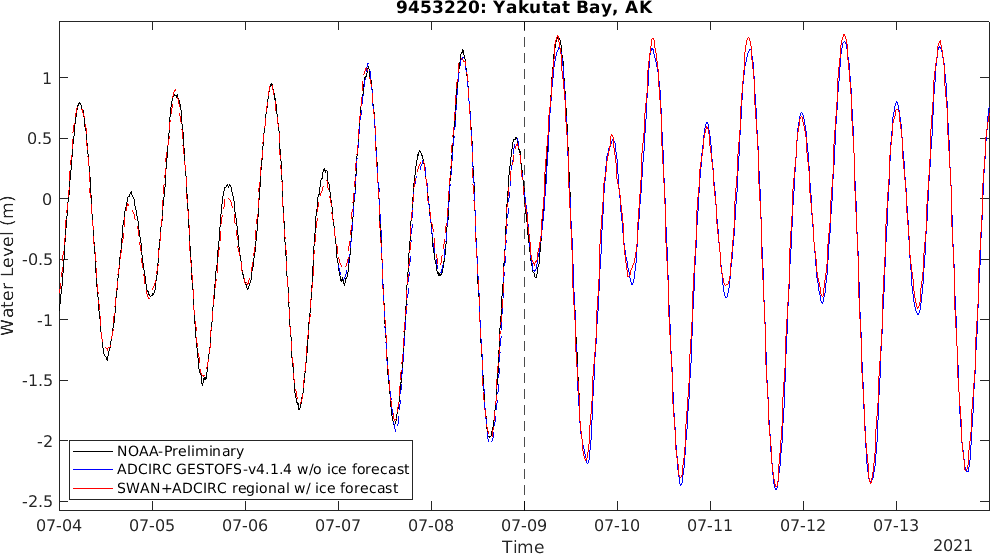 9453220: Yakutat Bay, AK
Water Level (m)
1
0.5
0
-0.5
-1
-1.5
-2
-2.5
NOAA-Preliminary
ADCIRC GESTOFS-v4.1.4 w/o ice forecast
SWAN+ADCIRC regional w/ ice forecast
07-04 07-05 07-06 07-07 07-08 07-09 07-10 07-11 07-12 07-13
Time
2021